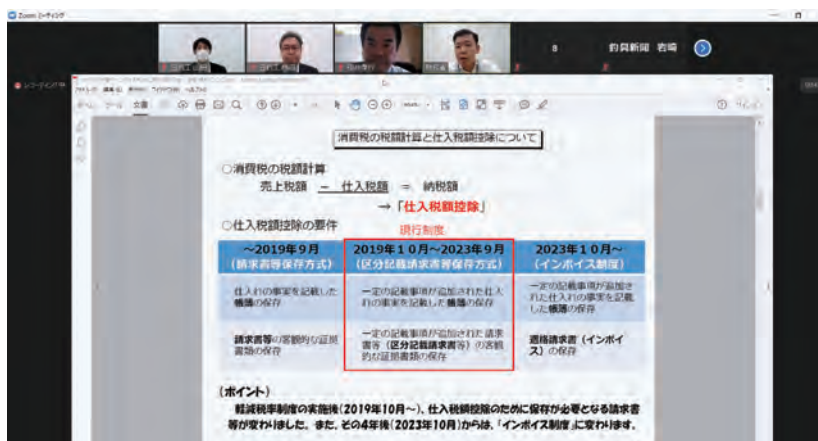 Zoom ミーティング
釣具新聞 岩崎
消費税の税額計算と仕入税額控除について
○消費税の税額計算
売上税額 － 仕入税額 ＝ 納税額
→「仕入税額控除」
○仕入税額控除の要件
現行制度
～2019年9月
(請求書等保存方式)
2019年10月～2023年9月
(区分記載請求書等保存方式)
2023年10月～
(インボイス制度)
仕入れの事実を記載した
帳簿の保存
一定の記載事項が追加された仕入
れの事実を記載した帳簿の保存
一定の記載事項が追加さ
れた仕入れの事実を記載
した帳簿の保存
請求書等の客観的な証拠
書類の保存
一定の記載事項が追加された請求
書等（区分記載請求書等）の客観
的な証拠書類の保存
適格請求書（インボイ
ス）の保存
(ポイント)
軽減税率制度の実施後(2019年10月～)、仕入税額控除のために保存が必要となる請求書
等が変わりました。また、その4年後(2023年10月)からは、「インボイス制度」に変わります。